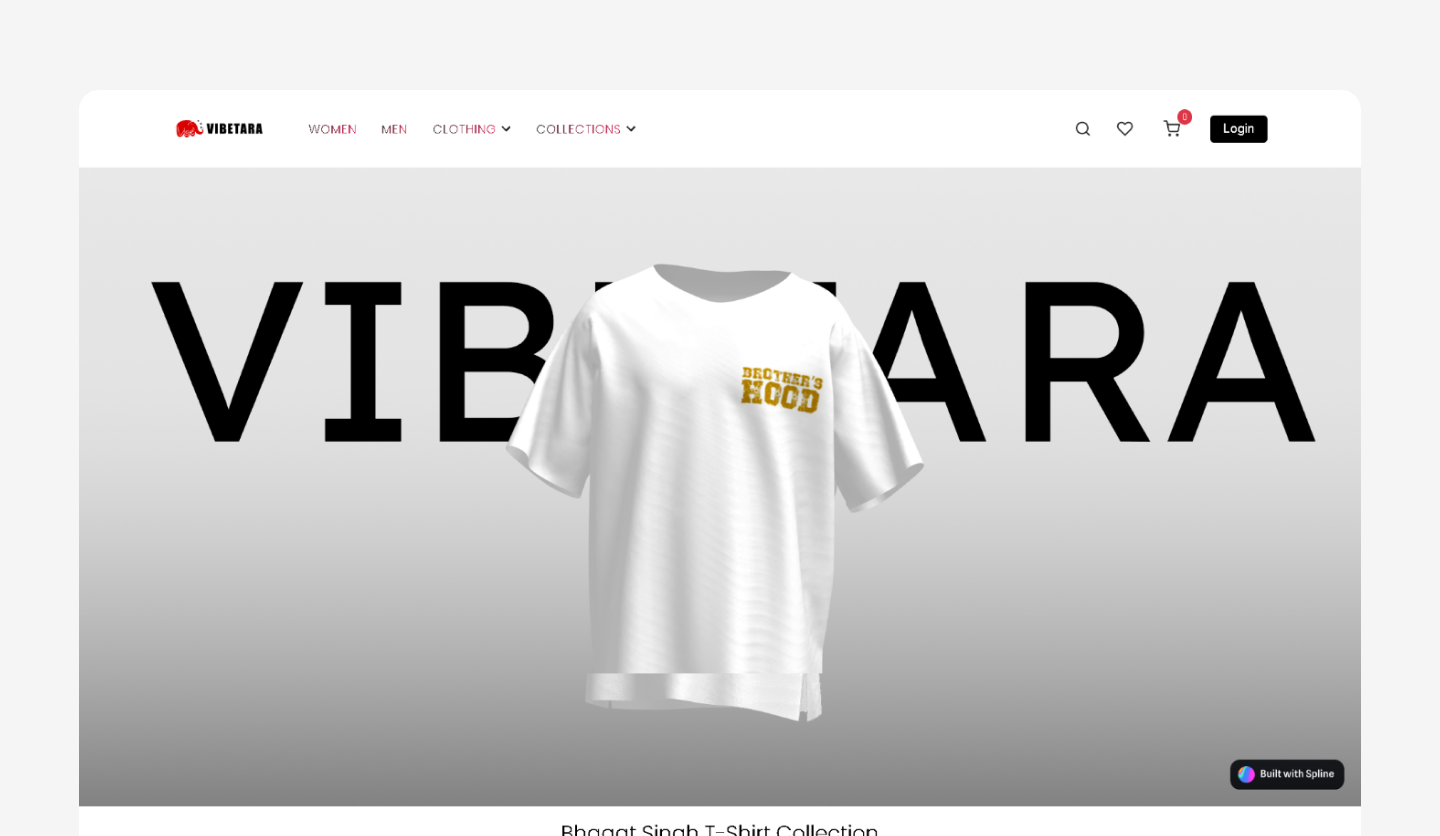 VIBETARA
WOMEN
MEN
CLOTHING
COLLECTIONS
0
Login
VIB
ARA
BROTHER'S
HOOD
Built with Spline
Bhagat Singh T-Shirt Collection